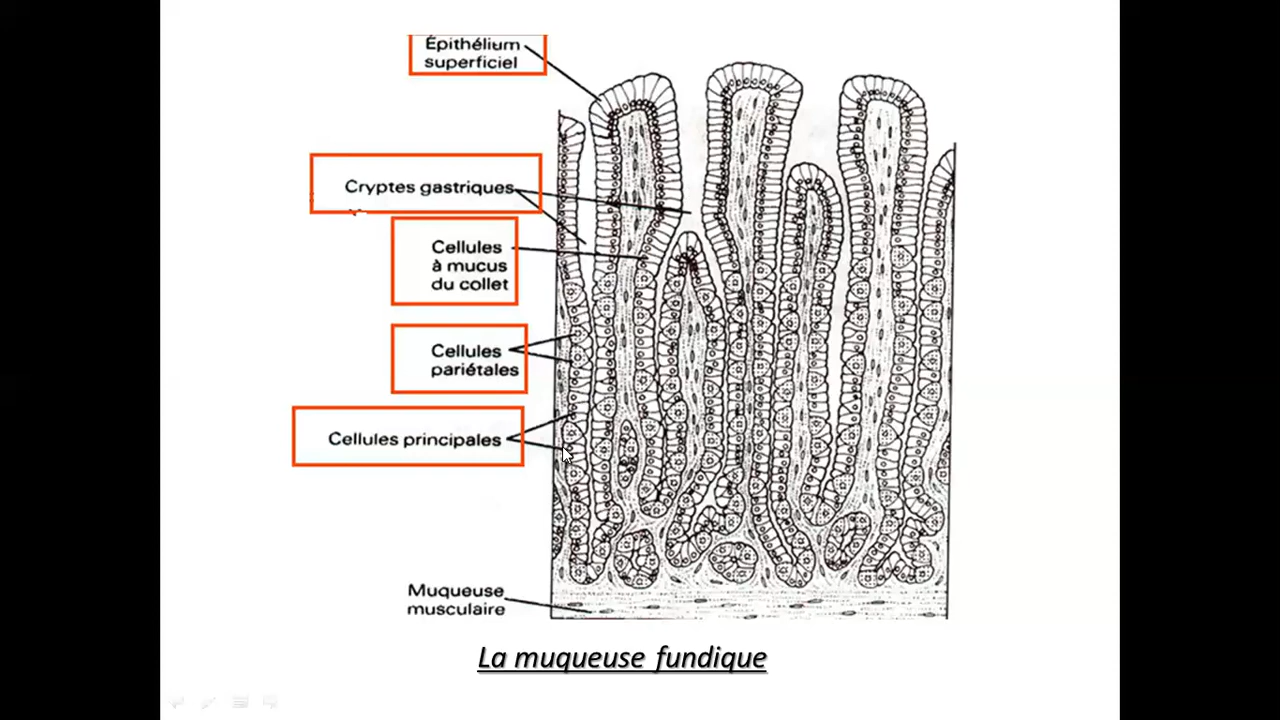 Épithélium
superficiel
Cryptes gastriques
Cellules
à mucus
du collet
Cellules
pariétales
Cellules principales
Muqueuse
musculaire
La muqueuse fundique